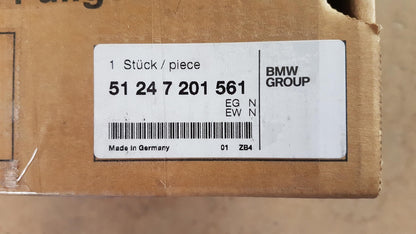 1 Stück / piece
51 24 7 201 561
EG N
EW N
BMW
GROUP
Made in Germany 01 ZB4